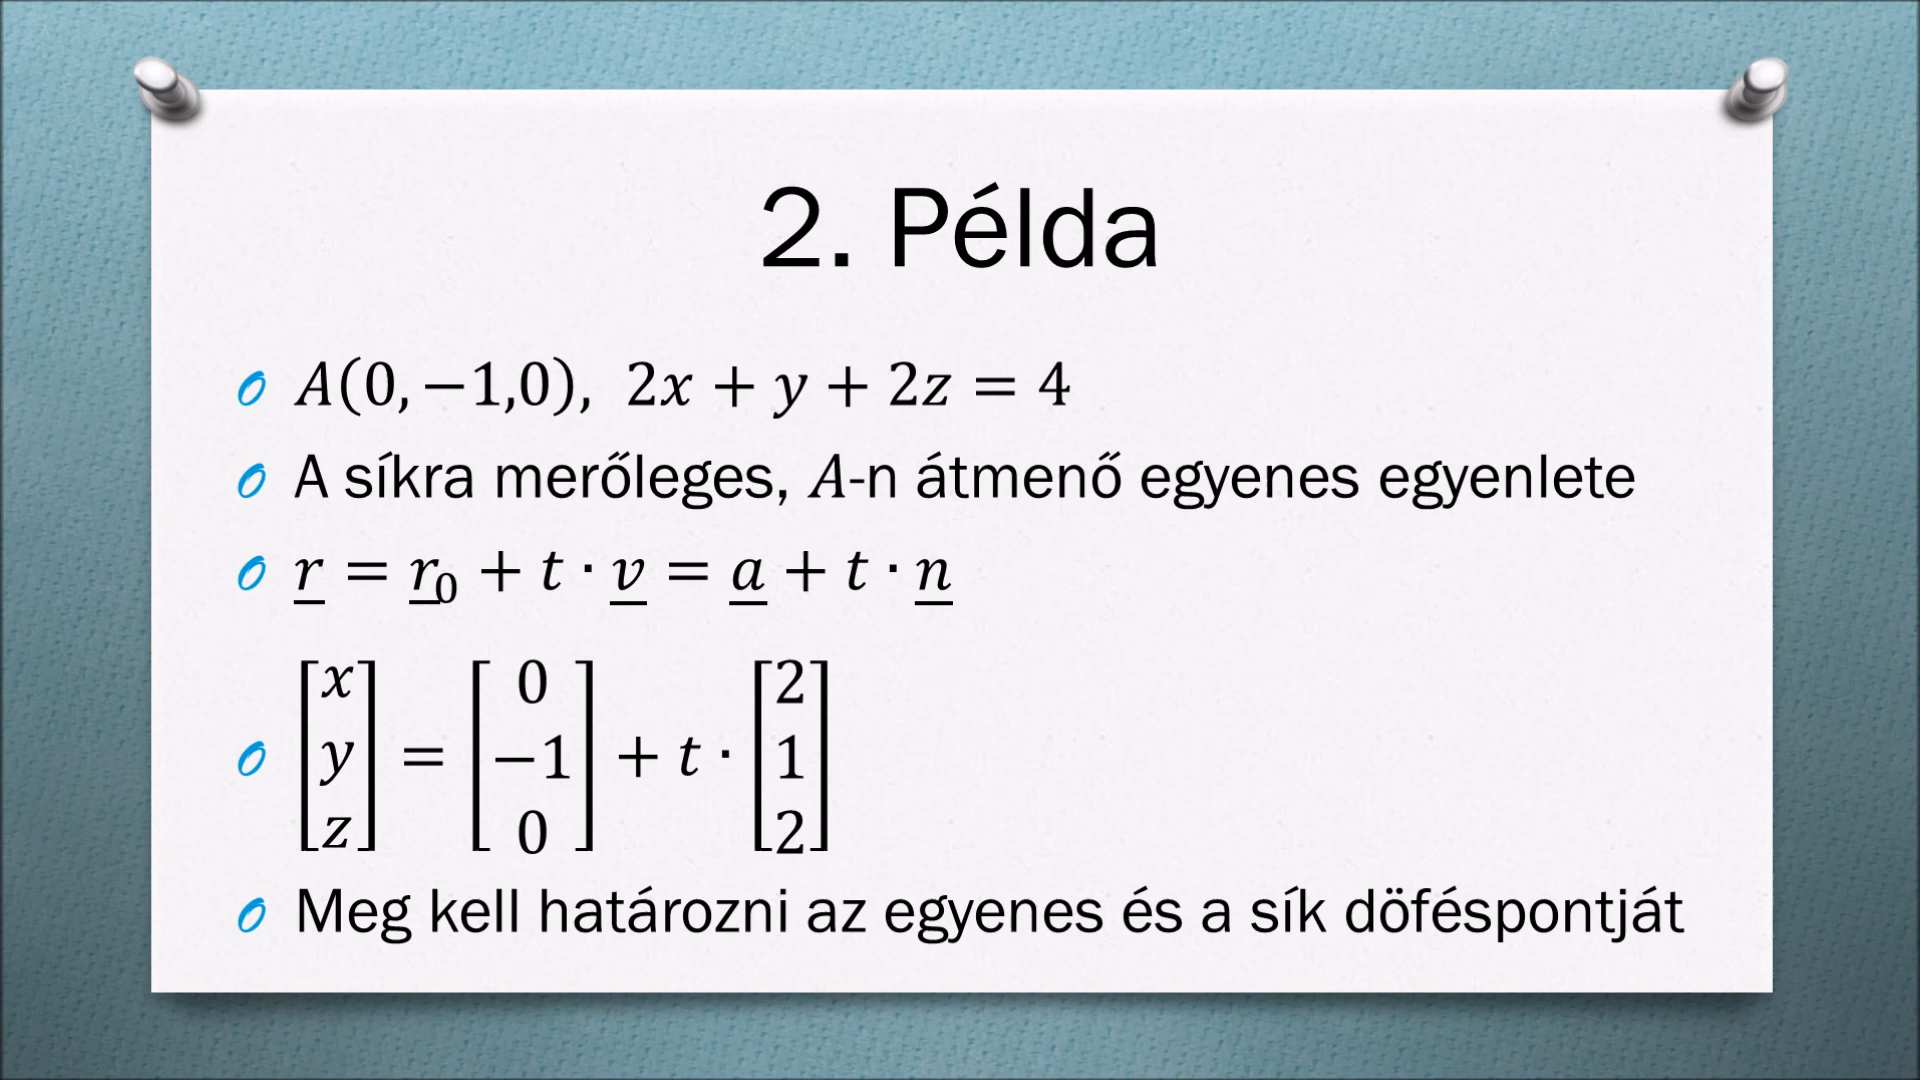 2. Példa
A(0, −1,0), 2x + y + 2z = 4
A síkra merőleges, A-n átmenő egyenes egyenlete
r = r₀ + t · v = a + t · n
[x y z] = [0 −1 0] + t · [2 1 2]
Meg kell határozni az egyenes és a sík döféspontját